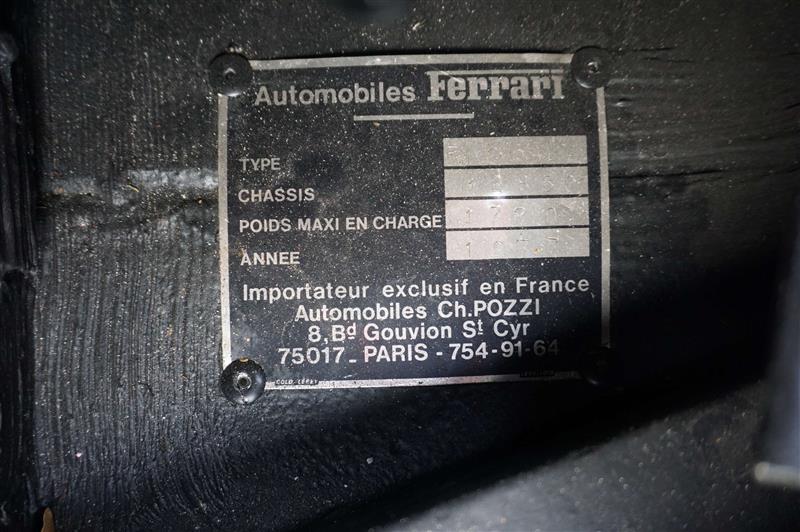 Automobiles Ferrari
TYPE
CHASSIS
POIDS MAXI EN CHARGE
ANNEE
Importateur exclusif en France
Automobiles Ch.POZZI
8,Bd Gouvion St Cyr
75017_ PARIS - 754-91-64